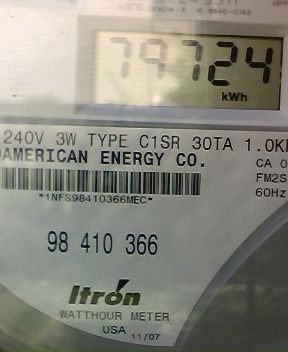 79724
kWh
240V 3W TYPE C1SR 30TA 1.0K
AMERICAN ENERGY CO.
CA 0
*1NFS98410366MEC*
FM2S
60Hz
98 410 366
Itron
WATTHOUR METER
USA 11/07